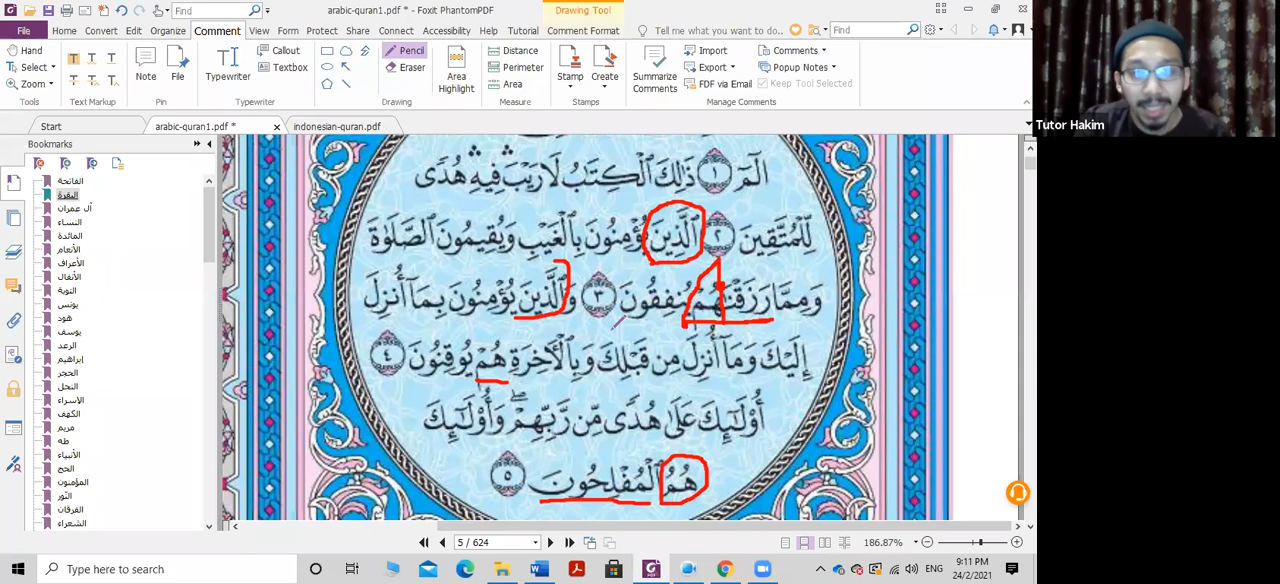 Find
arabic-quran1.pdf * - Foxit PhantomPDF
Drawing Tool
File Home Convert Edit Organize Comment View Form Protect Share Connect Accessibility Help Tutorial Comment Format Tell me what you want to do.. Find
Hand
Select
Zoom
Tools
Text Markup
Note
File
Pin
Typewriter
Callout
Textbox
Typewriter
Pencil
Eraser
Drawing
Area Highlight
Distance
Perimeter
Area
Measure
Stamp
Create
Stamps
Summarize Comments
Import
Export
FDF via Email
Comments
Popup Notes
Keep Tool Selected
Manage Comments
Tutor Hakim
Start
arabic-quran1.pdf *
indonesian-quran.pdf
Bookmarks
الفاتحة
البقرة
آل عمران
النساء
المائدة
الأنعام
الأعراف
الأنفال
التوبة
يونس
هود
يوسف
الرعد
إبراهيم
الحجر
النحل
الإسراء
الكهف
مريم
طه
الأنبياء
الحج
المؤمنون
النّور
الفرقان
الشعراء
الٓمٓ ١ ذَٰلِكَ ٱلْكِتَٰبُ لَا رَيْبَ ۛ فِيهِ ۛ هُدًى
لِّلْمُتَّقِينَ ٢ ٱلَّذِينَ يُؤْمِنُونَ بِٱلْغَيْبِ وَيُقِيمُونَ ٱلصَّلَوٰةَ
وَمِمَّا رَزَقْنَٰهُمْ يُنفِقُونَ ٣ وَٱلَّذِينَ يُؤْمِنُونَ بِمَآ أُنزِلَ
إِلَيْكَ وَمَآ أُنزِلَ مِن قَبْلِكَ وَبِٱلْءَاخِرَةِ هُمْ يُوقِنُونَ ٤
أُو۟لَٰٓئِكَ عَلَىٰ هُدًى مِّن رَّبِّهِمْ ۖ وَأُو۟لَٰٓئِكَ
هُمُ ٱلْمُفْلِحُونَ ٥
5 / 624
186.87%
Type here to search
ENG
9:11 PM
24/2/2021